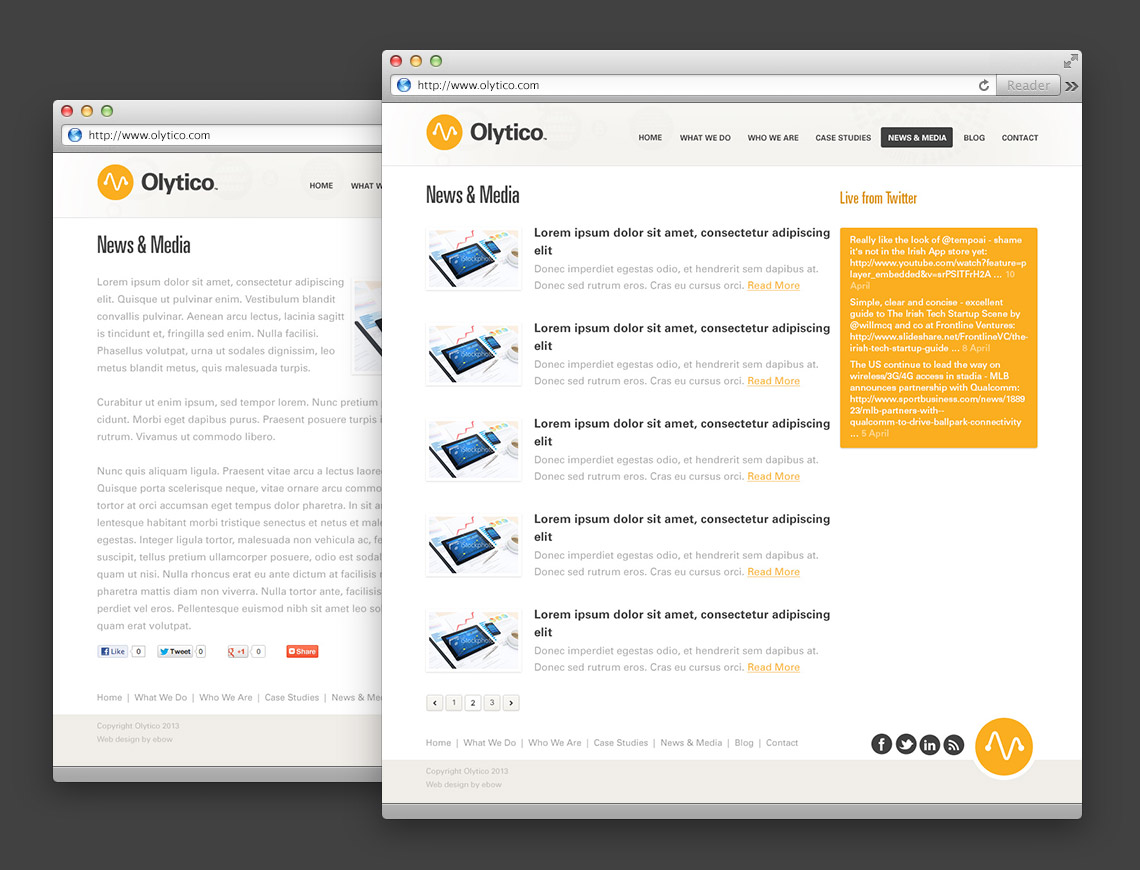 http://www.olytico.com
Olytico™
HOME WHAT W
News & Media
Lorem ipsum dolor sit amet, consectetur adipiscing
elit. Quisque ut pulvinar enim. Vestibulum blandit
convallis pulvinar. Aenean arcu lectus, lacinia sagitt
is tincidunt et, fringilla sed enim. Nulla facilisi.
Phasellus volutpat, urna ut sodales dignissim, leo
metus blandit metus, quis malesuada turpis.
Curabitur ut enim ipsum, sed tempor lorem. Nunc pretium
cidunt. Morbi eget dapibus purus. Praesent posuere turpis
rutrum. Vivamus ut commodo libero.
Nunc quis aliquam ligula. Praesent vitae arcu a lectus laore
Quisque porta scelerisque neque, vitae ornare arcu commo
tortor at orci accumsan eget tempus dolor pharetra. In sit a
lentesque habitant morbi tristique senectus et netus et male
egestas. Integer ligula tortor, malesuada non vehicula ac, fe
suscipit, tellus pretium ullamcorper posuere, odio est sodal
quam ut nisi. Nulla rhoncus erat eu ante dictum at facilisis
pharetra mattis diam non viverra. Nulla tortor ante, facilisis
perdiet vel eros. Pellentesque euismod nibh sit amet leo so
quam erat volutpat.
Like 0 Tweet 0 +1 0 Share
Home | What We Do | Who We Are | Case Studies | News & Me
Copyright Olytico 2013
Web design by ebow
http://www.olytico.com Reader
Olytico™
HOME WHAT WE DO WHO WE ARE CASE STUDIES NEWS & MEDIA BLOG CONTACT
News & Media
Lorem ipsum dolor sit amet, consectetur adipiscing
elit
Donec imperdiet egestas odio, et hendrerit sem dapibus at.
Donec sed rutrum eros. Cras eu cursus orci. Read More
iStockphoto
Lorem ipsum dolor sit amet, consectetur adipiscing
elit
Donec imperdiet egestas odio, et hendrerit sem dapibus at.
Donec sed rutrum eros. Cras eu cursus orci. Read More
iStockphoto
Lorem ipsum dolor sit amet, consectetur adipiscing
elit
Donec imperdiet egestas odio, et hendrerit sem dapibus at.
Donec sed rutrum eros. Cras eu cursus orci. Read More
iStockphoto
Lorem ipsum dolor sit amet, consectetur adipiscing
elit
Donec imperdiet egestas odio, et hendrerit sem dapibus at.
Donec sed rutrum eros. Cras eu cursus orci. Read More
iStockphoto
Lorem ipsum dolor sit amet, consectetur adipiscing
elit
Donec imperdiet egestas odio, et hendrerit sem dapibus at.
Donec sed rutrum eros. Cras eu cursus orci. Read More
iStockphoto
1 2 3
Live from Twitter
Really like the look of @tempoai - shame
it's not in the Irish App store yet:
http://www.youtube.com/watch?feature=p
layer_embedded&v=srPSlTFrH2A ... 10
April
Simple, clear and concise - excellent
guide to The Irish Tech Startup Scene by
@willmcq and co at Frontline Ventures:
http://www.slideshare.net/FrontlineVC/the-
irish-tech-startup-guide ... 8 April
The US continue to lead the way on
wireless/3G/4G access in stadia - MLB
announces partnership with Qualcomm:
http://www.sportbusiness.com/news/1889
23/mlb-partners-with--
qualcomm-to-drive-ballpark-connectivity
... 5 April
Home | What We Do | Who We Are | Case Studies | News & Media | Blog | Contact
Copyright Olytico 2013
Web design by ebow